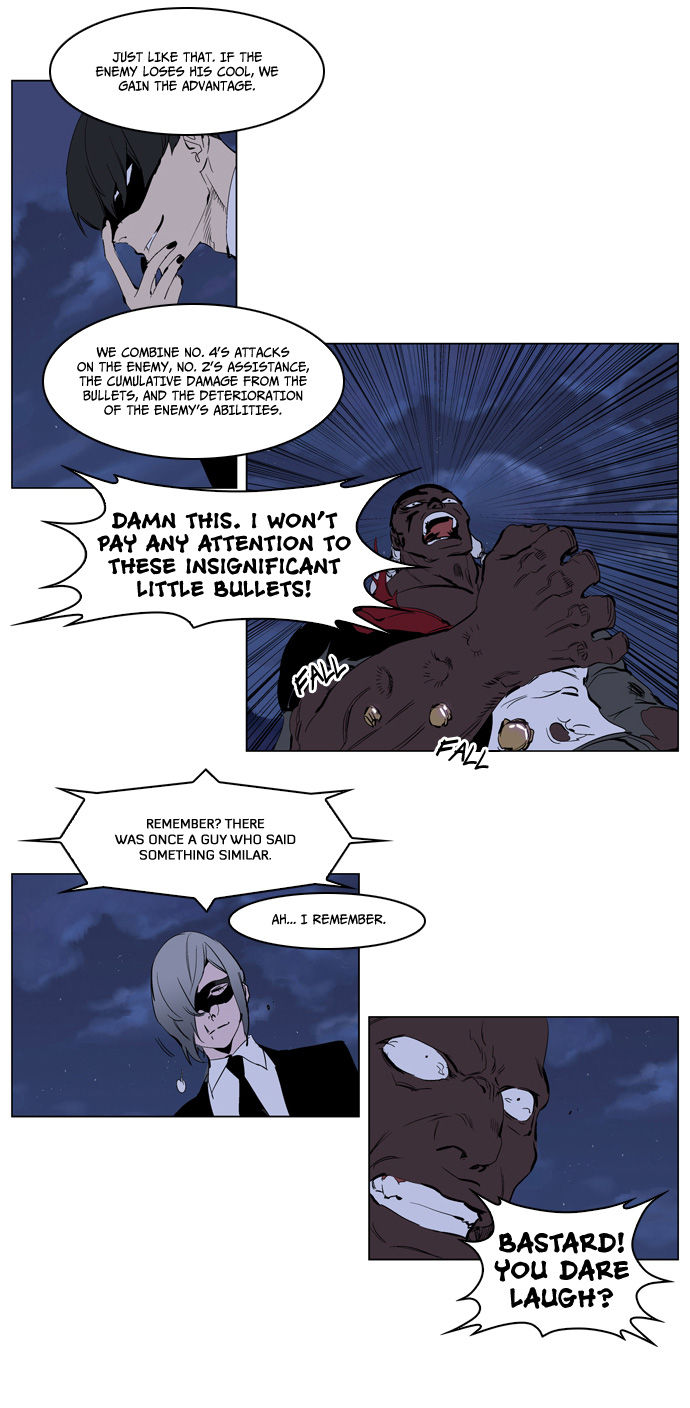 JUST LIKE THAT. IF THE
ENEMY LOSES HIS COOL, WE
GAIN THE ADVANTAGE.
WE COMBINE NO. 4'S ATTACKS
ON THE ENEMY, NO. 2'S ASSISTANCE,
THE CUMULATIVE DAMAGE FROM THE
BULLETS, AND THE DETERIORATION
OF THE ENEMY'S ABILITIES.
DAMN THIS. I WON'T
PAY ANY ATTENTION TO
THESE INSIGNIFICANT
LITTLE BULLETS!
FALL
FALL
REMEMBER? THERE
WAS ONCE A GUY WHO SAID
SOMETHING SIMILAR.
AH... I REMEMBER.
BASTARD!
YOU DARE
LAUGH?